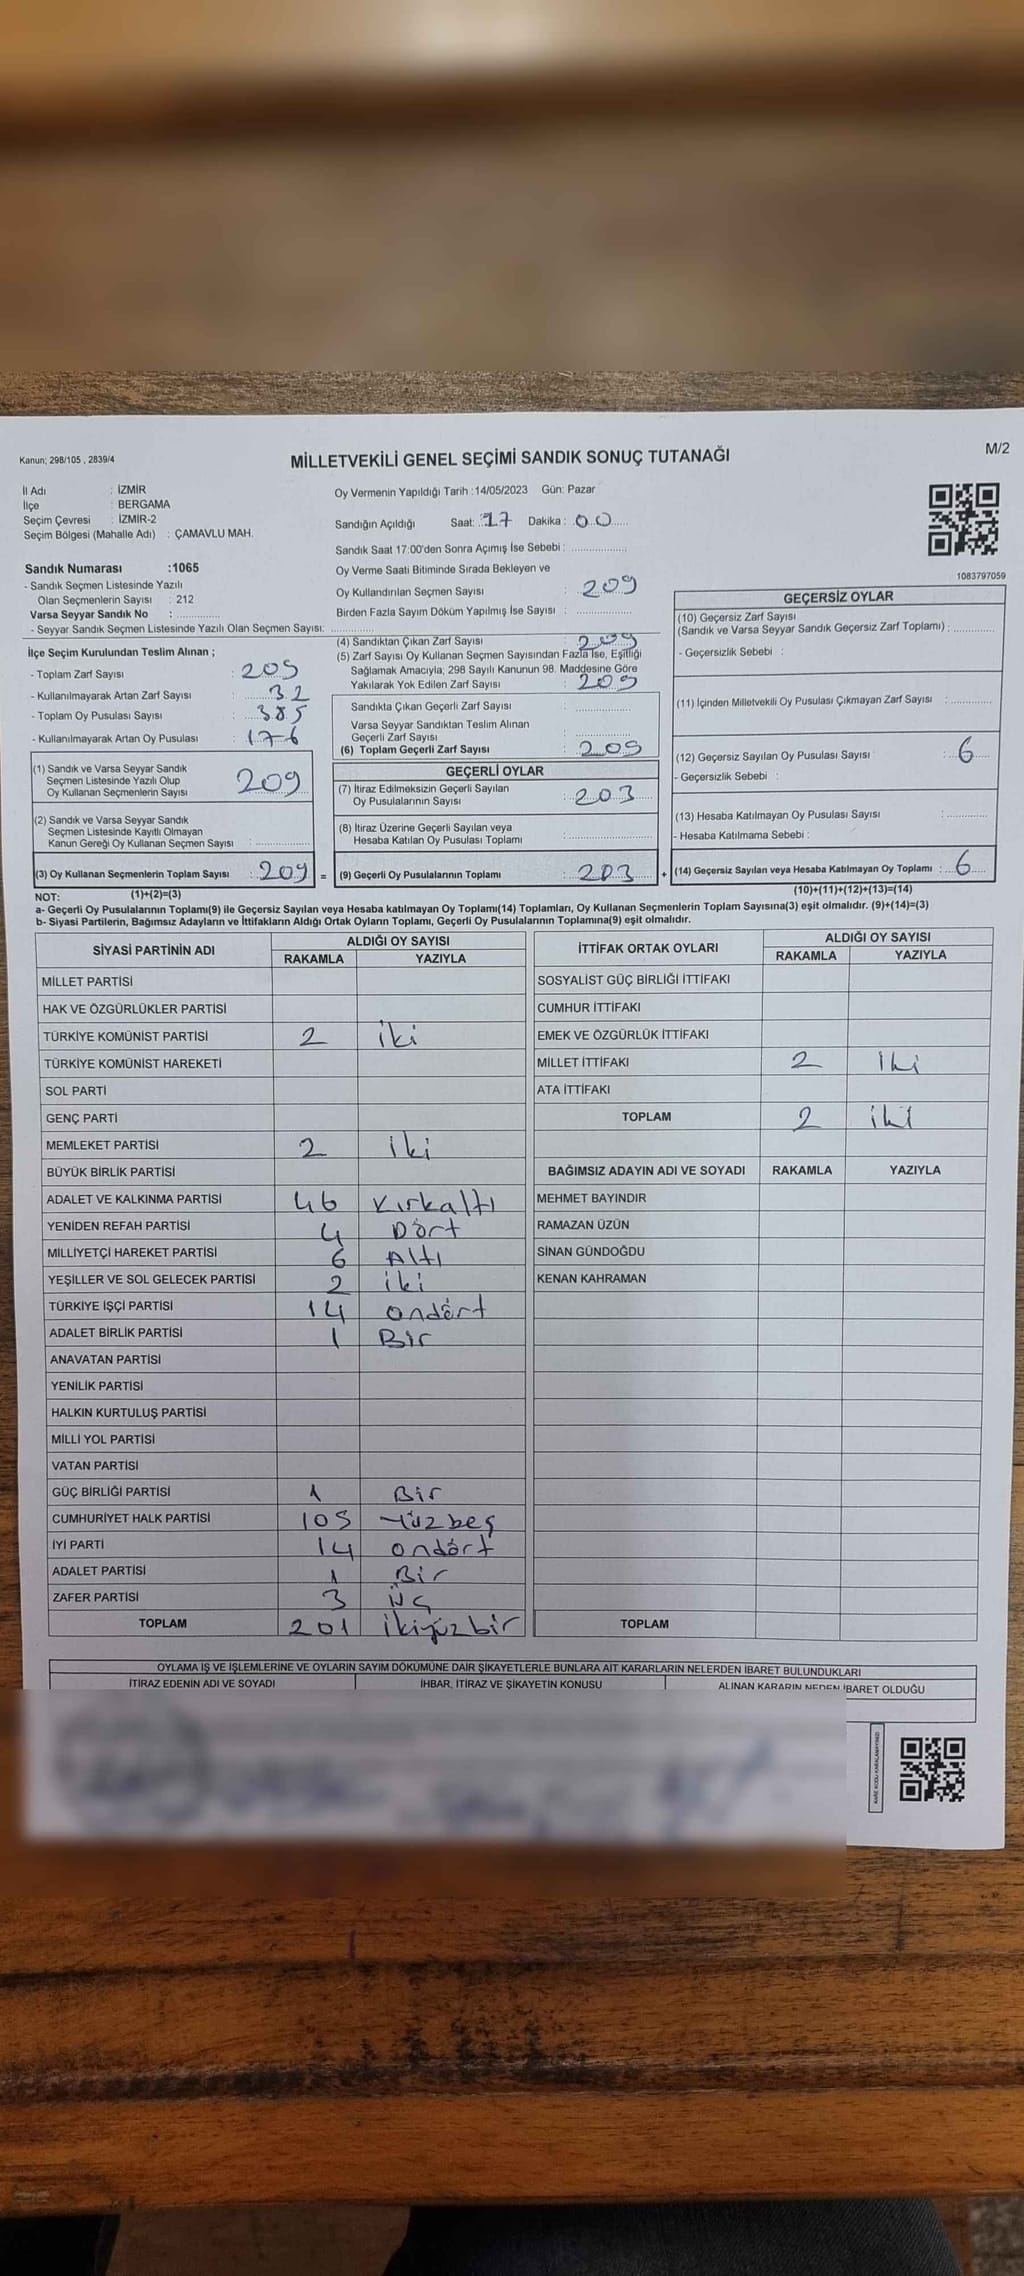 Kanun; 298/105 , 2839/4
MİLLETVEKİLİ GENEL SEÇİMİ SANDIK SONUÇ TUTANAĞI
M/2
İl Adı : İZMİR
İlçe : BERGAMA
Seçim Çevresi : İZMİR-2
Seçim Bölgesi (Mahalle Adı) : ÇAMAVLU MAH.
Oy Vermenin Yapıldığı Tarih :14/05/2023 Gün: Pazar
Sandığın Açıldığı Saat: 17 Dakika : 00
Sandık Saat 17:00'den Sonra Açımış İse Sebebi :
Oy Verme Saati Bitiminde Sırada Bekleyen ve
Oy Kullandırılan Seçmen Sayısı : 209
Birden Fazla Sayım Döküm Yapılmış İse Sayısı :
1083797059
Sandık Numarası :1065
- Sandık Seçmen Listesinde Yazılı
Olan Seçmenlerin Sayısı : 212
Varsa Seyyar Sandık No :
- Seyyar Sandık Seçmen Listesinde Yazılı Olan Seçmen Sayısı:
İlçe Seçim Kurulundan Teslim Alınan ;
- Toplam Zarf Sayısı : 205
- Kullanılmayarak Artan Zarf Sayısı : 32
- Toplam Oy Pusulası Sayısı : 385
- Kullanılmayarak Artan Oy Pusulası : 176
(1) Sandık ve Varsa Seyyar Sandık
Seçmen Listesinde Yazılı Olup
Oy Kullanan Seçmenlerin Sayısı 209
(2) Sandık ve Varsa Seyyar Sandık
Seçmen Listesinde Kayıtlı Olmayan
Kanun Gereği Oy Kullanan Seçmen Sayısı :
(3) Oy Kullanan Seçmenlerin Toplam Sayısı : 209 =
(4) Sandıktan Çıkan Zarf Sayısı : 209
(5) Zarf Sayısı Oy Kullanan Seçmen Sayısından Fazla İse, Eşitliği
Sağlamak Amacıyla; 298 Sayılı Kanunun 98. Maddesine Göre
Yakılarak Yok Edilen Zarf Sayısı : 209
Sandıkta Çıkan Geçerli Zarf Sayısı :
Varsa Seyyar Sandıktan Teslim Alınan
Geçerli Zarf Sayısı :
(6) Toplam Geçerli Zarf Sayısı : 209
GEÇERLİ OYLAR
(7) İtiraz Edilmeksizin Geçerli Sayılan
Oy Pusulalarının Sayısı : 203
(8) İtiraz Üzerine Geçerli Sayılan veya
Hesaba Katılan Oy Pusulası Toplamı :
(9) Geçerli Oy Pusulalarının Toplamı : 203 +
GEÇERSİZ OYLAR
(10) Geçersiz Zarf Sayısı
(Sandık ve Varsa Seyyar Sandık Geçersiz Zarf Toplamı) :
- Geçersizlik Sebebi :
(11) İçinden Milletvekili Oy Pusulası Çıkmayan Zarf Sayısı :
(12) Geçersiz Sayılan Oy Pusulası Sayısı : 6
- Geçersizlik Sebebi :
(13) Hesaba Katılmayan Oy Pusulası Sayısı :
- Hesaba Katılmama Sebebi :
(14) Geçersiz Sayılan veya Hesaba Katılmayan Oy Toplamı : 6
NOT: (1)+(2)=(3) (10)+(11)+(12)+(13)=(14)
a- Geçerli Oy Pusulalarının Toplamı(9) ile Geçersiz Sayılan veya Hesaba katılmayan Oy Toplamı(14) Toplamları, Oy Kullanan Seçmenlerin Toplam Sayısına(3) eşit olmalıdır. (9)+(14)=(3)
b- Siyasi Partilerin, Bağımsız Adayların ve İttifakların Aldığı Ortak Oyların Toplamı, Geçerli Oy Pusulalarının Toplamına(9) eşit olmalıdır.
SİYASİ PARTİNİN ADI ALDIĞI OY SAYISI
RAKAMLA YAZIYLA
MİLLET PARTİSİ
HAK VE ÖZGÜRLÜKLER PARTİSİ
TÜRKİYE KOMÜNİST PARTİSİ 2 iki
TÜRKİYE KOMÜNİST HAREKETİ
SOL PARTİ
GENÇ PARTİ
MEMLEKET PARTİSİ 2 iki
BÜYÜK BİRLİK PARTİSİ
ADALET VE KALKINMA PARTİSİ 46 Kırkaltı
YENİDEN REFAH PARTİSİ 4 Dört
MİLLİYETÇİ HAREKET PARTİSİ 6 Altı
YEŞİLLER VE SOL GELECEK PARTİSİ 2 iki
TÜRKİYE İŞÇİ PARTİSİ 14 ondört
ADALET BİRLİK PARTİSİ 1 Bir
ANAVATAN PARTİSİ
YENİLİK PARTİSİ
HALKIN KURTULUŞ PARTİSİ
MİLLİ YOL PARTİSİ
VATAN PARTİSİ
GÜÇ BİRLİĞİ PARTİSİ 1 Bir
CUMHURİYET HALK PARTİSİ 105 Yüzbeş
İYİ PARTİ 14 ondört
ADALET PARTİSİ 1 Bir
ZAFER PARTİSİ 3 Üç
TOPLAM 201 ikiyüzbir
İTTİFAK ORTAK OYLARI ALDIĞI OY SAYISI
RAKAMLA YAZIYLA
SOSYALİST GÜÇ BİRLİĞİ İTTİFAKI
CUMHUR İTTİFAKI
EMEK VE ÖZGÜRLÜK İTTİFAKI
MİLLET İTTİFAKI 2 iki
ATA İTTİFAKI
TOPLAM 2 iki
BAĞIMSIZ ADAYIN ADI VE SOYADI RAKAMLA YAZIYLA
MEHMET BAYINDIR
RAMAZAN ÜZÜN
SİNAN GÜNDOĞDU
KENAN KAHRAMAN
TOPLAM
OYLAMA İŞ VE İŞLEMLERİNE VE OYLARIN SAYIM DÖKÜMÜNE DAİR ŞİKAYETLERLE BUNLARA AİT KARARLARIN NELERDEN İBARET BULUNDUKLARI
İTİRAZ EDENİN ADI VE SOYADI İHBAR, İTİRAZ VE ŞİKAYETİN KONUSU ALINAN KARARIN NEDEN İBARET OLDUĞU
KARE KODU KARALAMAYINIZ!